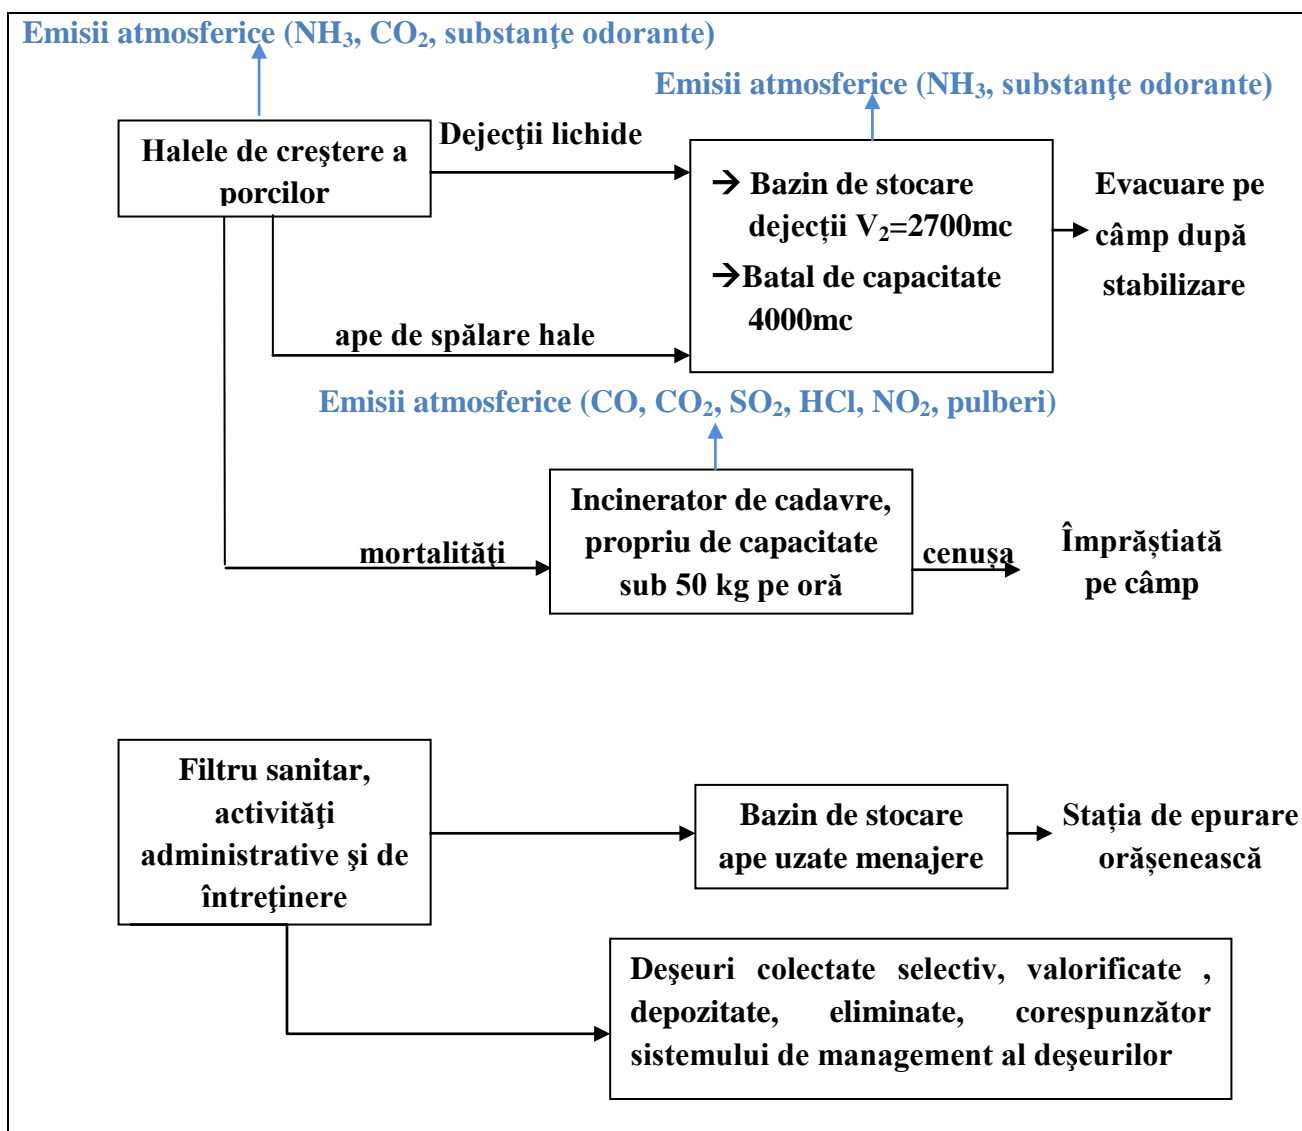 Emisii atmosferice (NH₃, CO₂, substanţe odorante)
Emisii atmosferice (NH₃, substanţe odorante)
Halele de creştere a
porcilor
Dejecţii lichide
→ Bazin de stocare
dejecții V₂=2700mc
→Batal de capacitate
4000mc
Evacuare pe
câmp după
stabilizare
ape de spălare hale
Emisii atmosferice (CO, CO₂, SO₂, HCl, NO₂, pulberi)
mortalităţi
Incinerator de cadavre,
propriu de capacitate
sub 50 kg pe oră
cenușa
Împrăștiată
pe câmp
Filtru sanitar,
activităţi
administrative şi de
întreţinere
Bazin de stocare
ape uzate menajere
Stația de epurare
orășenească
Deşeuri colectate selectiv, valorificate ,
depozitate, eliminate, corespunzător
sistemului de management al deşeurilor